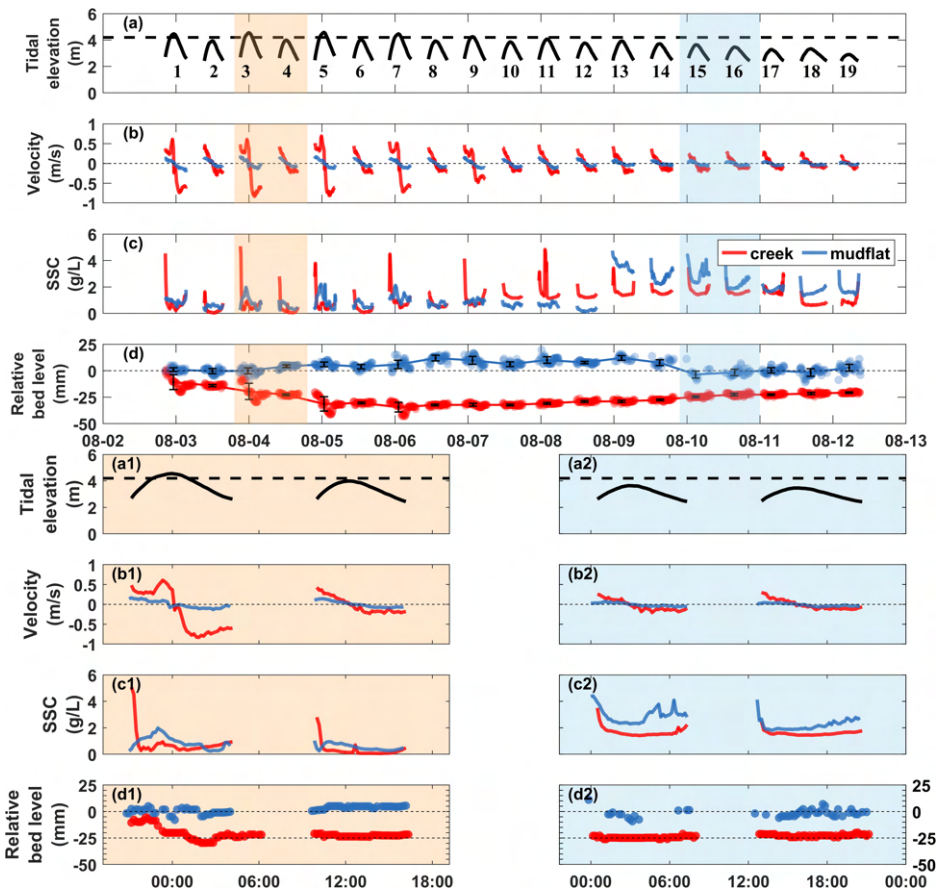 (a)
Tidal
elevation
(m)
6
4
2
0
1 2 3 4 5 6 7 8 9 10 11 12 13 14 15 16 17 18 19
(b)
Velocity
(m/s)
1
0.5
0
-0.5
-1
(c)
SSC
(g/L)
6
4
2
0
creek mudflat
(d)
Relative
bed level
(mm)
25
0
-25
-50
08-02 08-03 08-04 08-05 08-06 08-07 08-08 08-09 08-10 08-11 08-12 08-13
(a1) (a2)
Tidal
elevation
(m)
6
4
2
0
(b1) (b2)
Velocity
(m/s)
1
0.5
0
-0.5
-1
(c1) (c2)
SSC
(g/L)
6
4
2
0
(d1) (d2)
Relative
bed level
(mm)
25 25
0 0
-25 -25
-50 -50
00:00 06:00 12:00 18:00 00:00 06:00 12:00 18:00 00:00